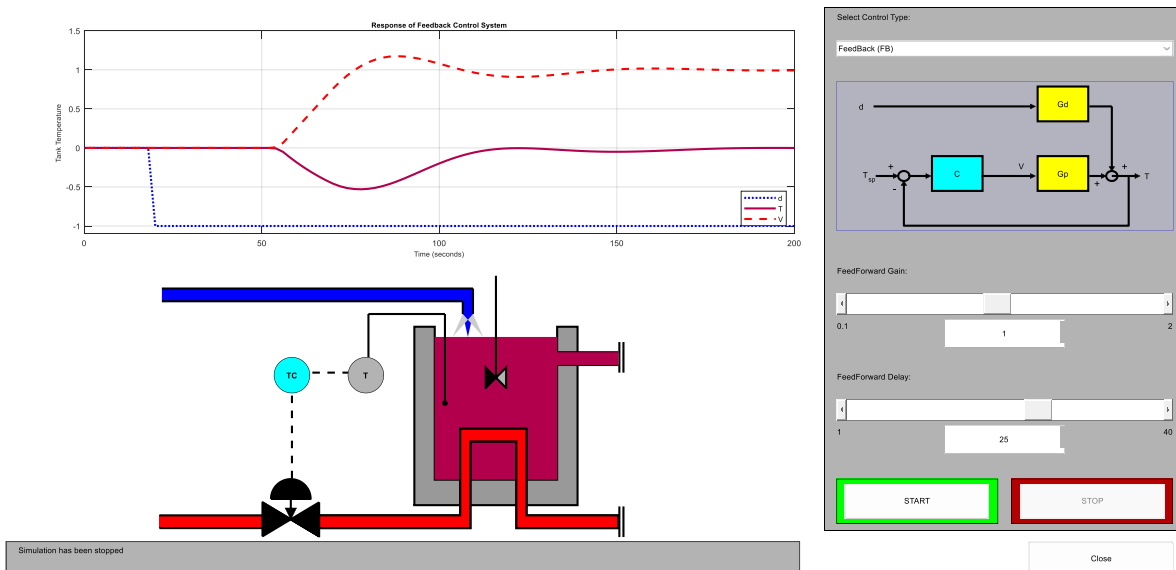 Response of Feedback Control System
1.5
1
0.5
0
-0.5
-1
Tank Temperature
0
50
100
150
200
Time (seconds)
d
T
V
TC
T
Simulation has been stopped
Select Control Type:
FeedBack (FB)
d
Gd
+
+
Tsp
C
V
Gp
T
-
+
FeedForward Gain:
0.1
2
1
FeedForward Delay:
1
40
25
START
STOP
Close